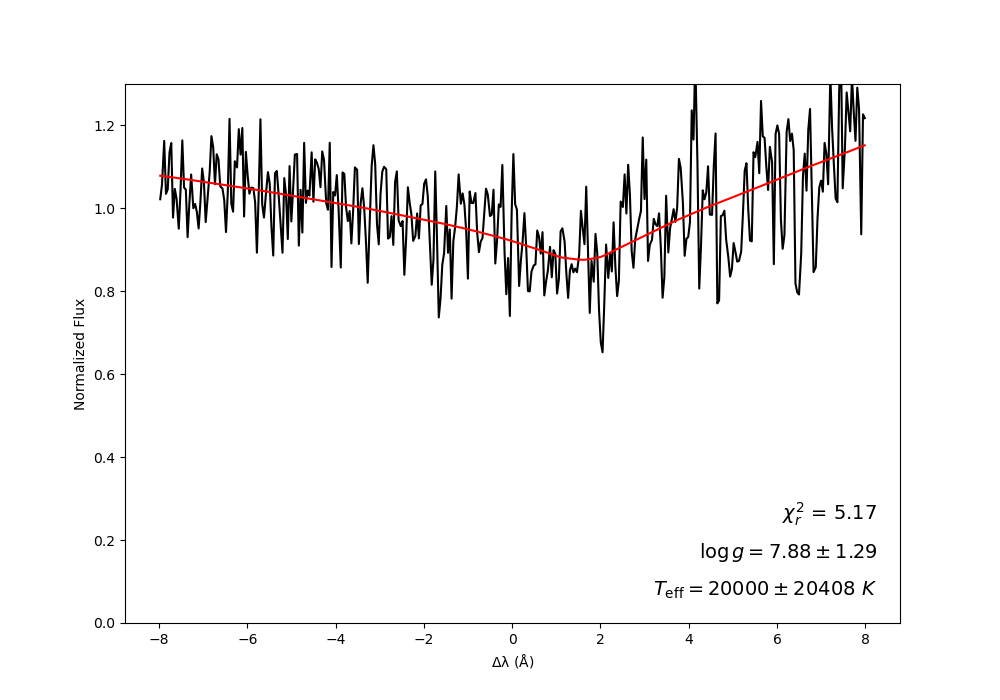 1.2
1.0
0.8
0.6
0.4
0.2
0.0
Normalized Flux
χ²ᵣ = 5.17
log g = 7.88 ± 1.29
T_eff = 20000 ± 20408 K
−8 −6 −4 −2 0 2 4 6 8
Δλ (Å)